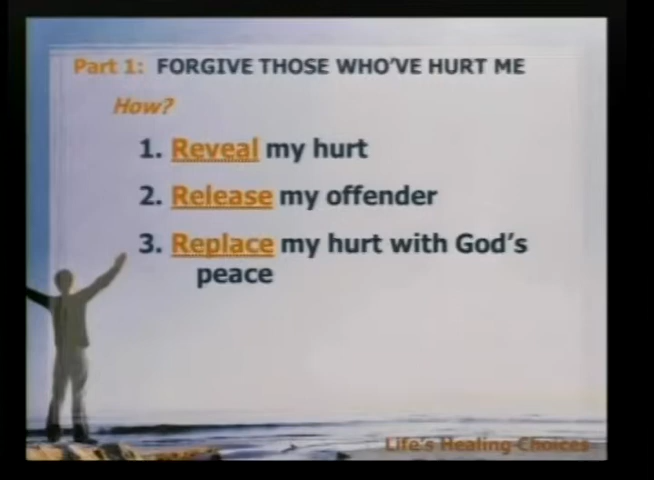 Part 1: FORGIVE THOSE WHO'VE HURT ME
How?
1. Reveal my hurt
2. Release my offender
3. Replace my hurt with God's
peace
Life's Healing Choices